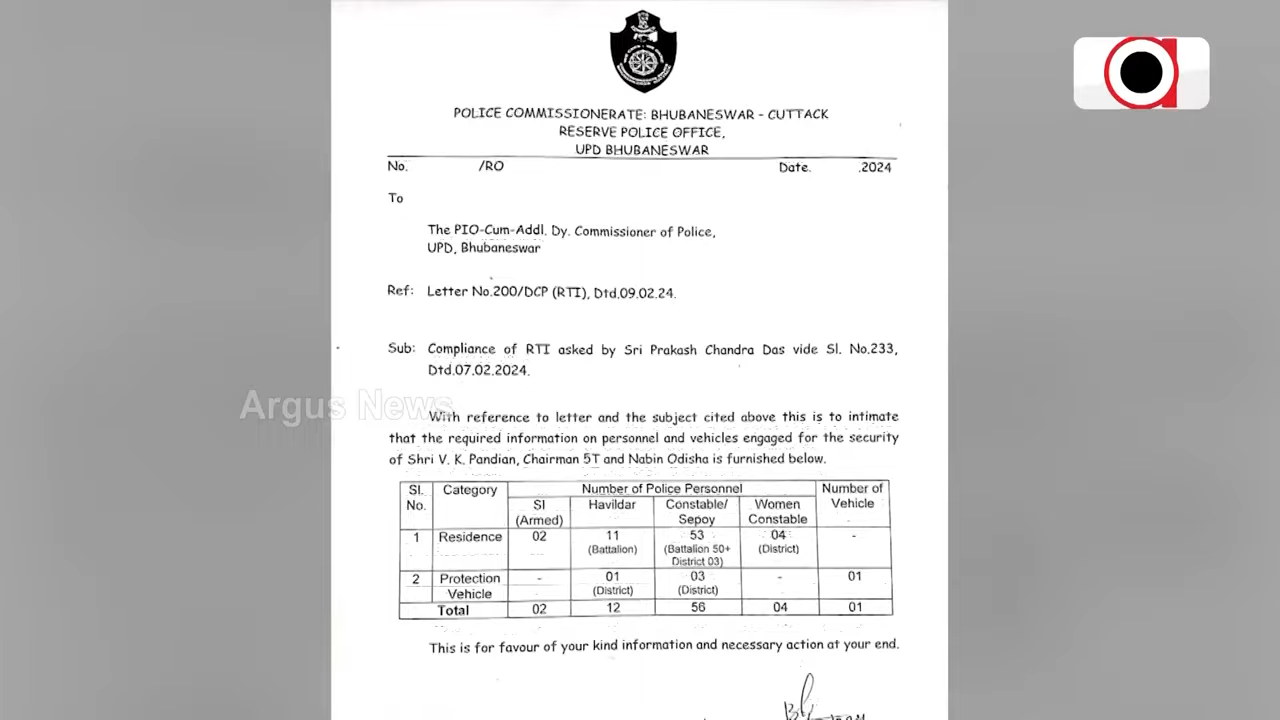 POLICE COMMISSIONERATE: BHUBANESWAR - CUTTACK
RESERVE POLICE OFFICE,
UPD BHUBANESWAR
No. /RO Date. .2024
To
The PIO-Cum-Addl. Dy. Commissioner of Police,
UPD, Bhubaneswar
Ref: Letter No.200/DCP (RTI), Dtd.09.02.24.
Sub: Compliance of RTI asked by Sri Prakash Chandra Das vide Sl. No.233,
Dtd.07.02.2024.
Argus News
With reference to letter and the subject cited above this is to intimate
that the required information on personnel and vehicles engaged for the security
of Shri V. K. Pandian, Chairman 5T and Nabin Odisha is furnished below.
Sl. Category Number of Police Personnel Number of
No. SI Havildar Constable/ Women Vehicle
(Armed) Sepoy Constable
1 Residence 02 11 53 04 -
(Battalion) (Battalion 50+ (District)
District 03)
2 Protection - 01 03 - 01
Vehicle (District) (District)
Total 02 12 56 04 01
This is for favour of your kind information and necessary action at your end.